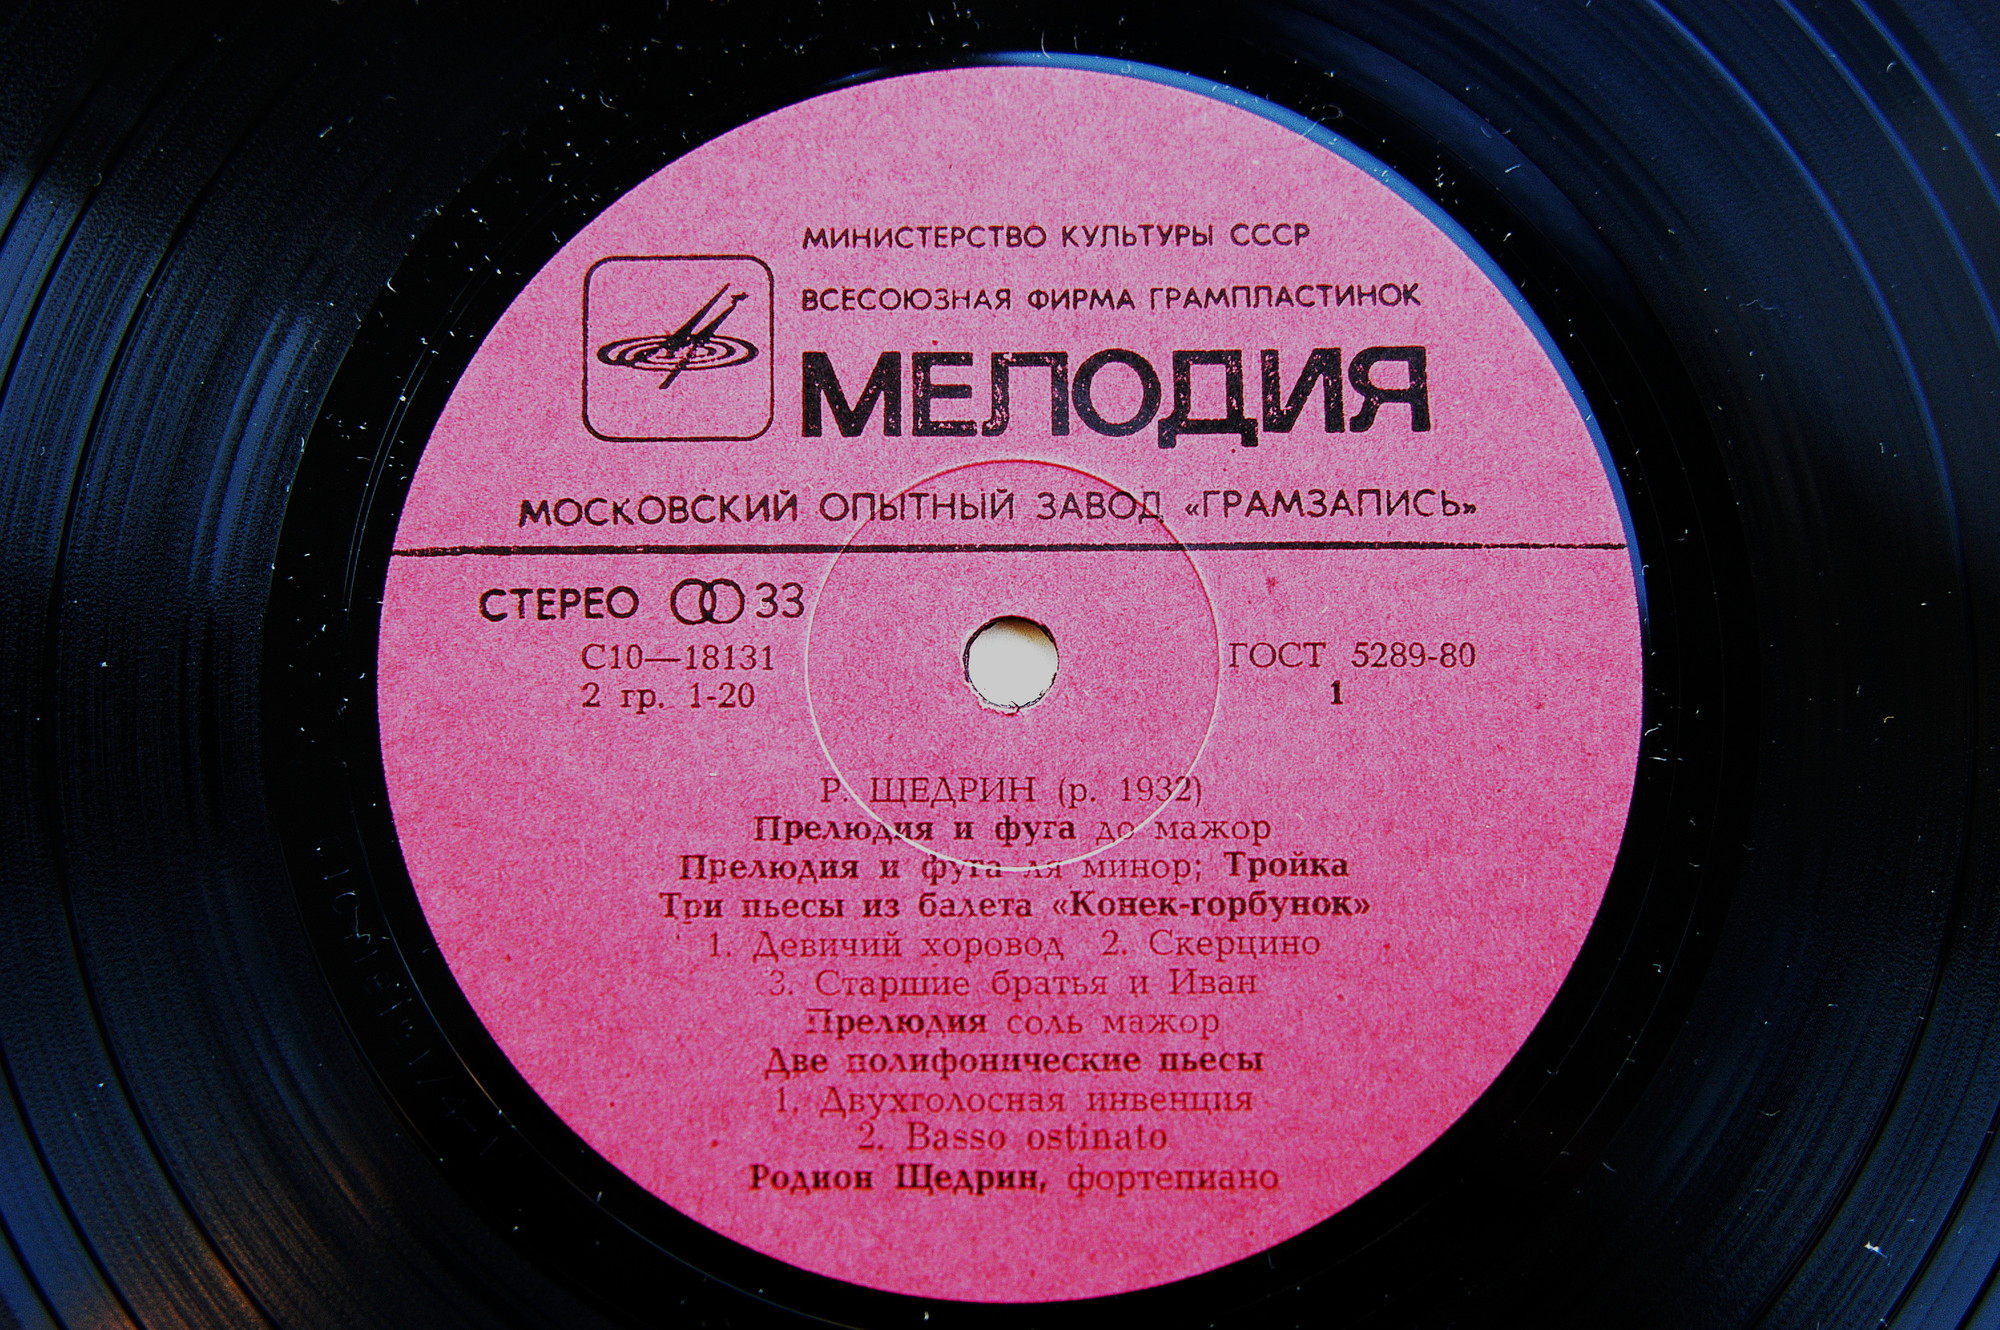 МИНИСТЕРСТВО КУЛЬТУРЫ СССР
ВСЕСОЮЗНАЯ ФИРМА ГРАМПЛАСТИНОК
МЕЛОДИЯ
МОСКОВСКИЙ ОПЫТНЫЙ ЗАВОД «ГРАМЗАПИСЬ»
СТЕРЕО 33
С10—18131
2 гр. 1-20
ГОСТ 5289-80
1
Р. ЩЕДРИН (р. 1932)
Прелюдия и фуга до мажор
Прелюдия и фуга ля минор; Тройка
Три пьесы из балета «Конек-горбунок»
1. Девичий хоровод 2. Скерцино
3. Старшие братья и Иван
Прелюдия соль мажор
Две полифонические пьесы
1. Двухголосная инвенция
2. Basso ostinato
Родион Щедрин, фортепиано